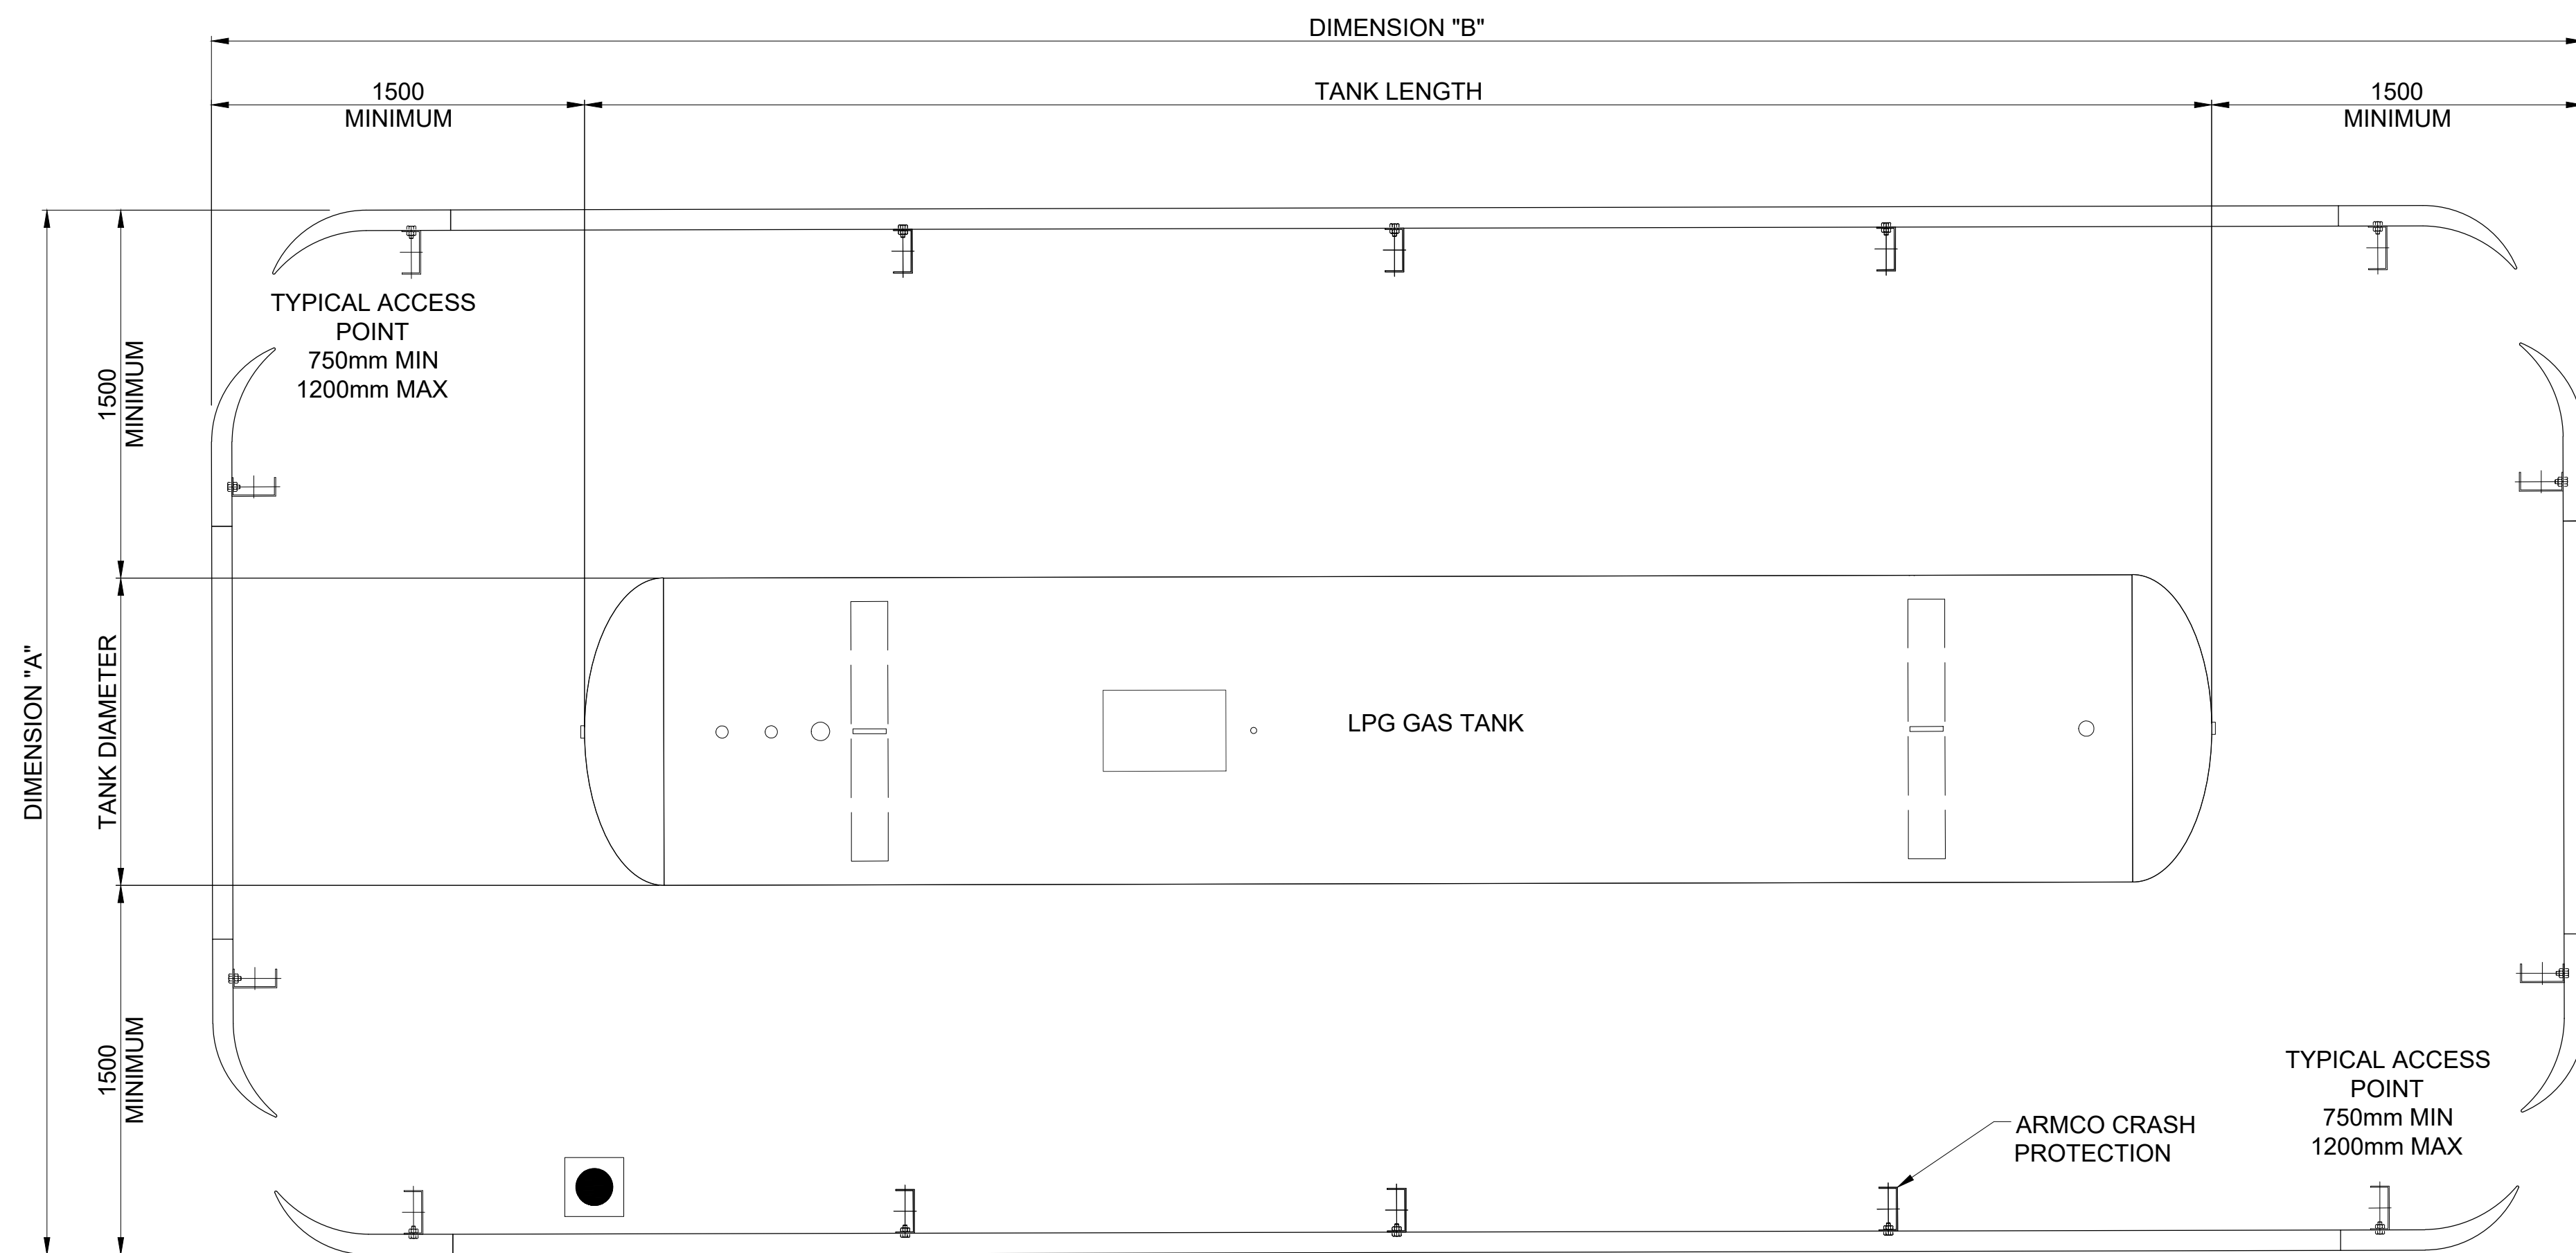 DIMENSION "B"
1500
MINIMUM
TANK LENGTH
1500
MINIMUM
TYPICAL ACCESS
POINT
750mm MIN
1200mm MAX
1500
MINIMUM
DIMENSION "A"
TANK DIAMETER
LPG GAS TANK
1500
MINIMUM
ARMCO CRASH
PROTECTION
TYPICAL ACCESS
POINT
750mm MIN
1200mm MAX